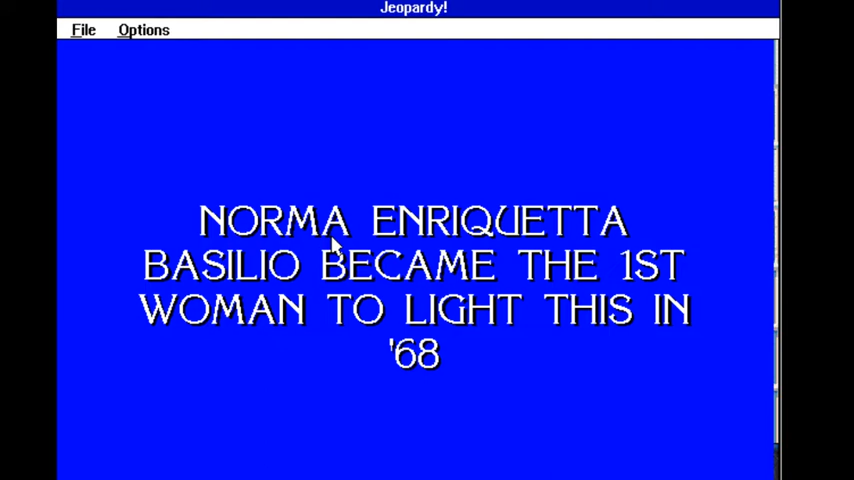 Jeopardy!
File Options
NORMA ENRIQUETTA
BASILIO BECAME THE 1ST
WOMAN TO LIGHT THIS IN
'68